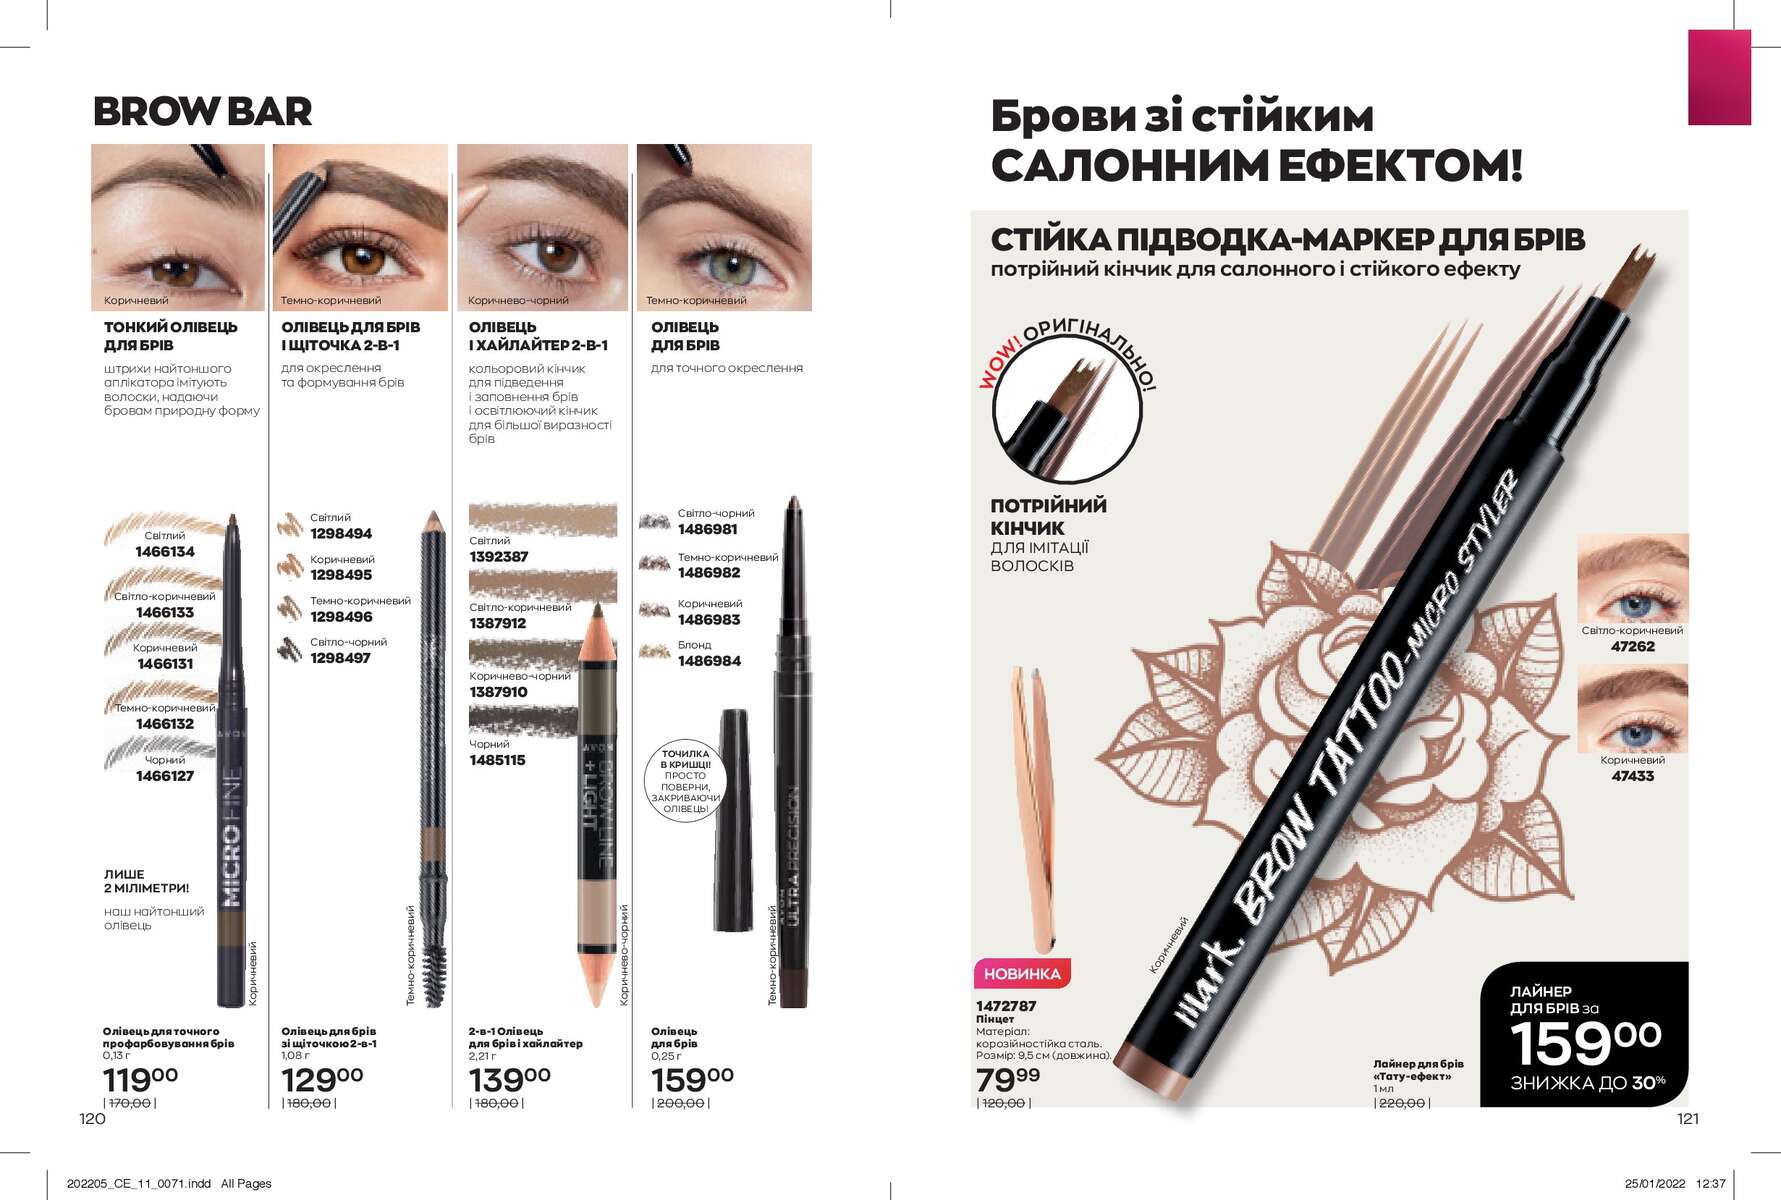 BROW BAR
Коричневий
ТОНКИЙ ОЛІВЕЦЬ
ДЛЯ БРІВ
штрихи найтоншого
аплікатора імітують
волоски, надаючи
бровам природну форму
Світлий
1466134
Світло-коричневий
1466133
Коричневий
1466131
Темно-коричневий
1466132
Чорний
1466127
ЛИШЕ
2 МІЛІМЕТРИ!
наш найтонший
олівець
AVON
MICRO FINE
Коричневий
Олівець для точного
профарбовування брів
0,13 г
11900
| 170,00 |
Темно-коричневий
ОЛІВЕЦЬ ДЛЯ БРІВ
І ЩІТОЧКА 2-В-1
для окреслення
та формування брів
Світлий
1298494
Коричневий
1298495
Темно-коричневий
1298496
Світло-чорний
1298497
Темно-коричневий
Олівець для брів
зі щіточкою 2-в-1
1,08 г
12900
| 180,00 |
Коричнево-чорний
ОЛІВЕЦЬ
І ХАЙЛАЙТЕР 2-В-1
кольоровий кінчик
для підведення
і заповнення брів
і освітлюючий кінчик
для більшої виразності
брів
Світлий
1392387
Світло-коричневий
1387912
Коричнево-чорний
1387910
Чорний
1485115
AVON
BROW LINE
+ LIGHT
Коричнево-чорний
2-в-1 Олівець
для брів і хайлайтер
2,21 г
13900
| 180,00 |
Темно-коричневий
ОЛІВЕЦЬ
ДЛЯ БРІВ
для точного окреслення
Світло-чорний
1486981
Темно-коричневий
1486982
Коричневий
1486983
Блонд
1486984
ТОЧИЛКА
В КРИШЦІ!
ПРОСТО
ПОВЕРНИ,
ЗАКРИВАЮЧИ
ОЛІВЕЦЬ!
AVON
ULTRA PRECISION
Темно-коричневий
Олівець
для брів
0,25 г
15900
| 200,00 |
120
Брови зі стійким
САЛОННИМ ЕФЕКТОМ!
СТІЙКА ПІДВОДКА-МАРКЕР ДЛЯ БРІВ
потрійний кінчик для салонного і стійкого ефекту
WOW! ОРИГІНАЛЬНО!
ПОТРІЙНИЙ
КІНЧИК
ДЛЯ ІМІТАЦІЇ
ВОЛОСКІВ
mark. BROW TATTOO-MICRO STYLER
Коричневий
Світло-коричневий
47262
Коричневий
47433
НОВИНКА
1472787
Пінцет
Матеріал:
корозійностійка сталь.
Розмір: 9,5 см (довжина).
7999
| 120,00 |
Лайнер для брів
«Тату-ефект»
1 мл
| 220,00 |
ЛАЙНЕР
ДЛЯ БРІВ за
15900
ЗНИЖКА ДО 30%
121
202205_CE_11_0071.indd All Pages
25/01/2022 12:37